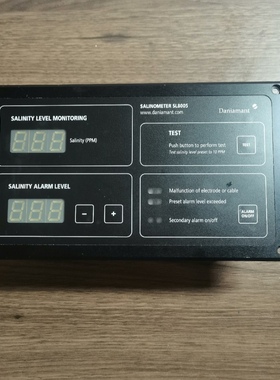 SALINOMETER SL8005
www.daniamant.com
Daniamant
SALINITY LEVEL MONITORING
Salinity (PPM)
TEST
Push button to perform test
Test salinity level preset to 10 PPM
TEST
SALINITY ALARM LEVEL
- +
Malfunction of electrode or cable
Preset alarm level exceeded
Secondary alarm on/off
ALARM
ON/OFF